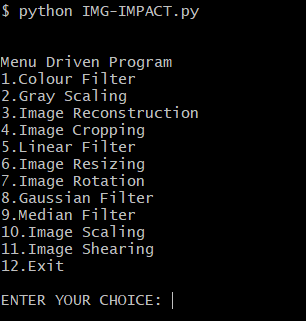 $ python IMG-IMPACT.py
Menu Driven Program
1.Colour Filter
2.Gray Scaling
3.Image Reconstruction
4.Image Cropping
5.Linear Filter
6.Image Resizing
7.Image Rotation
8.Gaussian Filter
9.Median Filter
10.Image Scaling
11.Image Shearing
12.Exit
ENTER YOUR CHOICE: